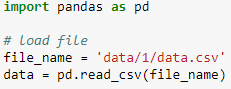 import pandas as pd
# load file
file_name = 'data/1/data.csv'
data = pd.read_csv(file_name)